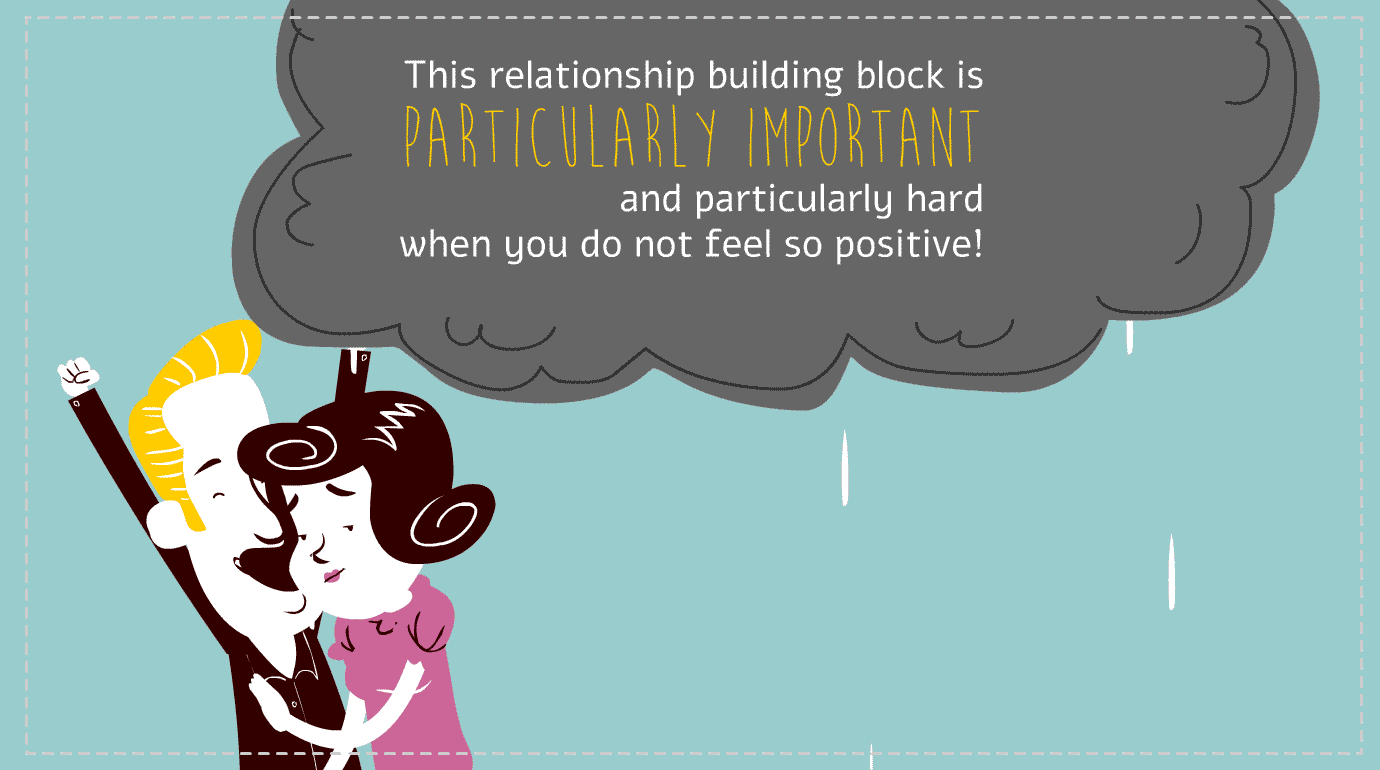 This relationship building block is
PARTICULARLY IMPORTANT
and particularly hard
when you do not feel so positive!